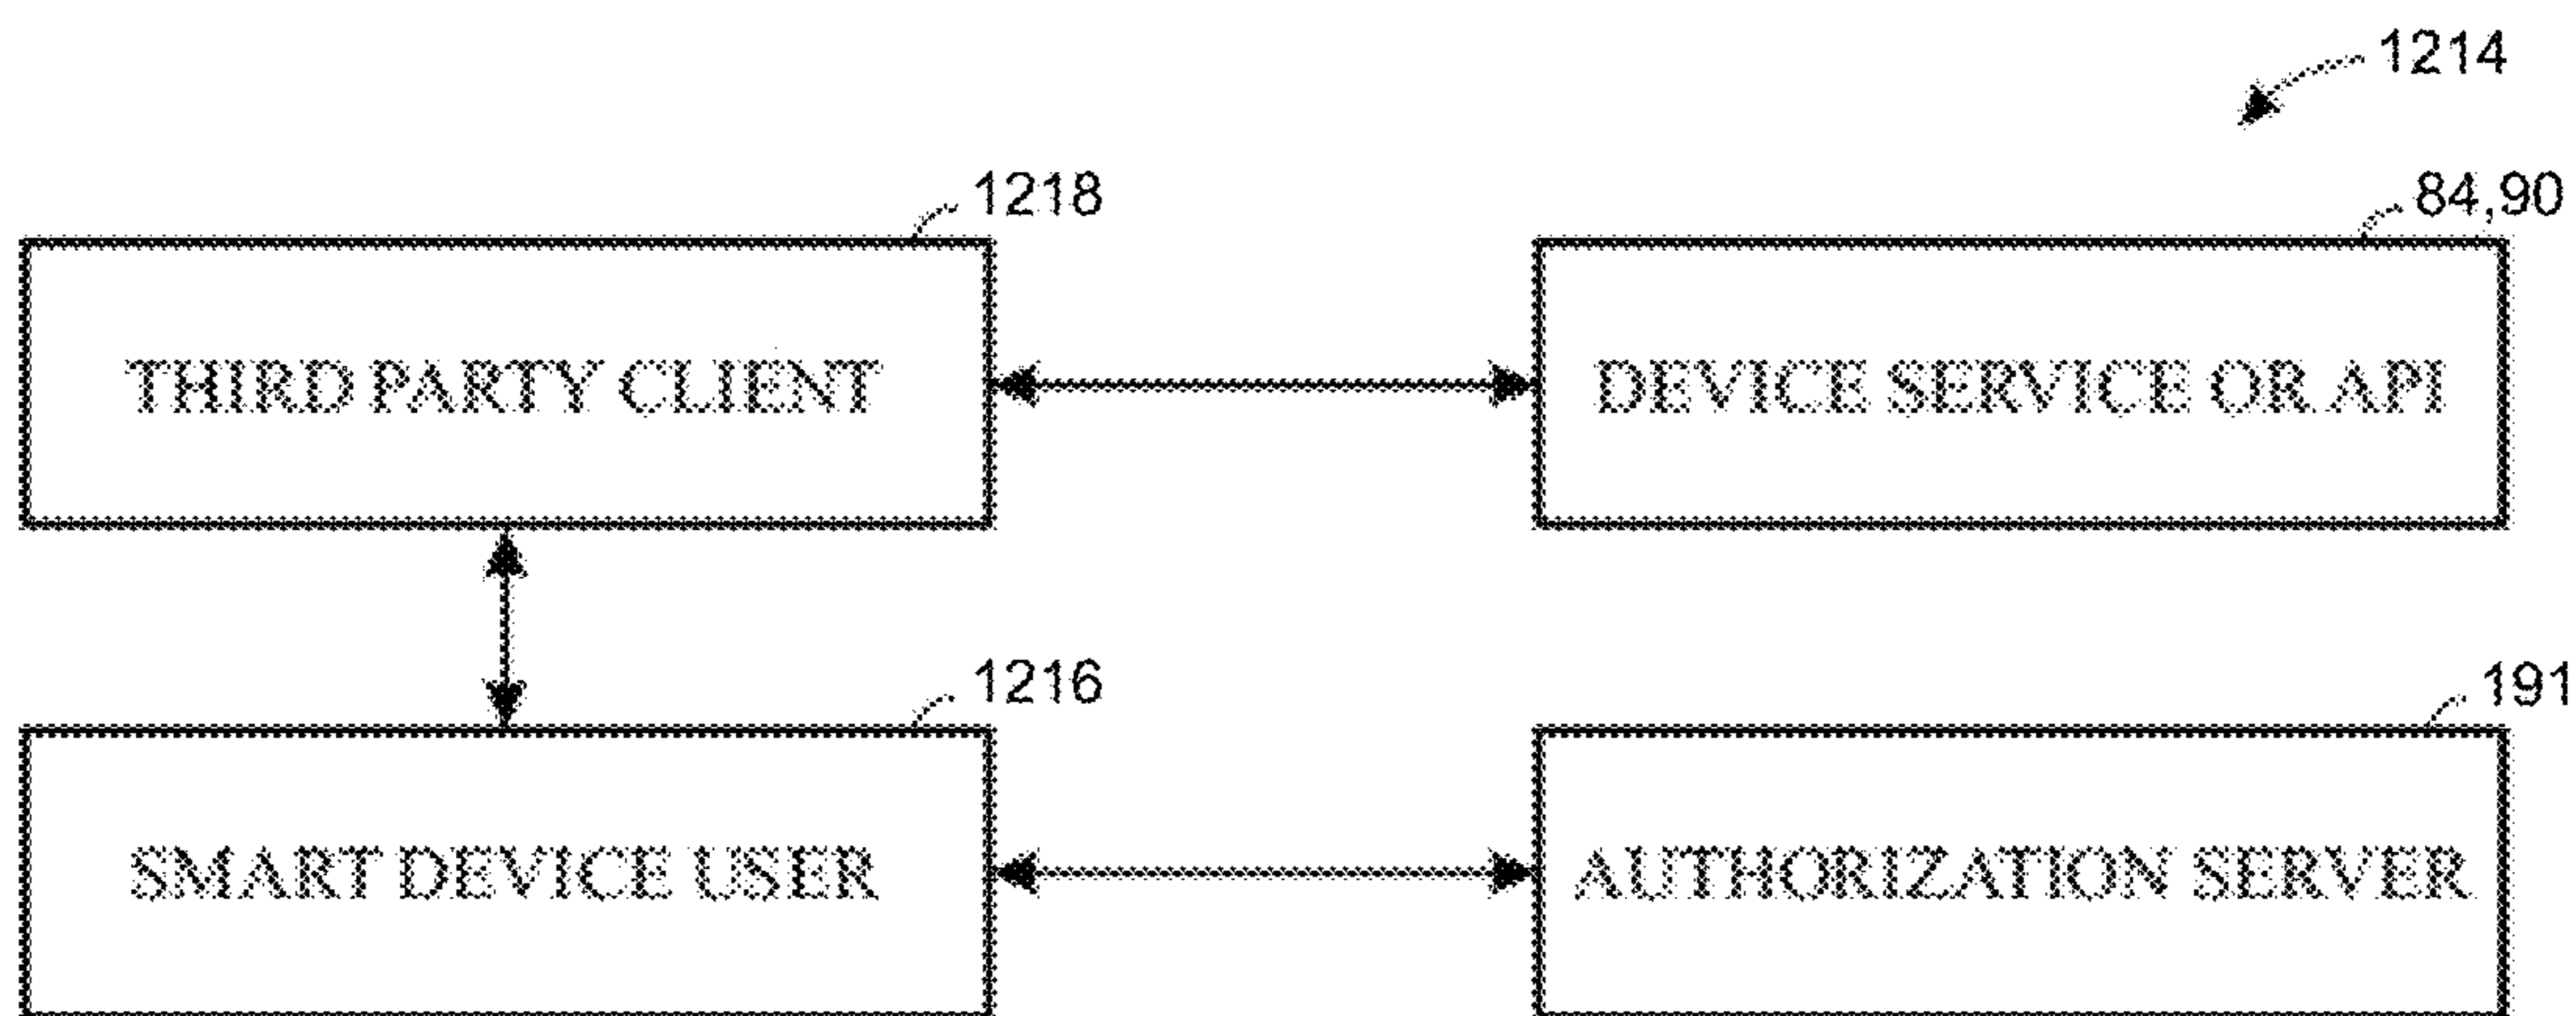 1214
1218
84,90
THIRD PARTY CLIENT
DEVICE SERVICE OR API
1216
191
SMART DEVICE USER
AUTHORIZATION SERVER